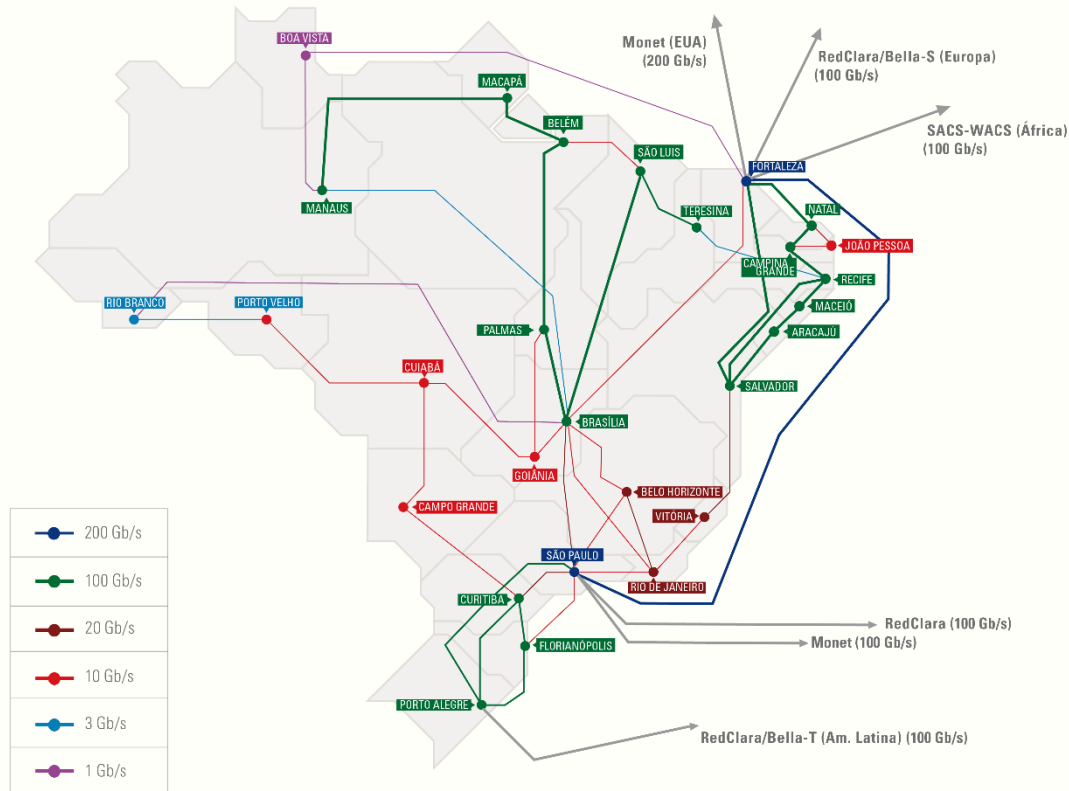 BOA VISTA
Monet (EUA)
(200 Gb/s)
RedClara/Bella-S (Europa)
(100 Gb/s)
MACAPÁ
SACS-WACS (África)
(100 Gb/s)
BELÉM
SÃO LUIS
FORTALEZA
MANAUS
TERESINA
NATAL
JOÃO PESSOA
CAMPINA
GRANDE
RECIFE
RIO BRANCO
PORTO VELHO
MACEIÓ
PALMAS
ARACAJÚ
CUIABÁ
SALVADOR
BRASÍLIA
GOIÂNIA
BELO HORIZONTE
CAMPO GRANDE
VITÓRIA
200 Gb/s
SÃO PAULO
100 Gb/s
RIO DE JANEIRO
CURITIBA
RedClara (100 Gb/s)
20 Gb/s
Monet (100 Gb/s)
FLORIANÓPOLIS
10 Gb/s
PORTO ALEGRE
3 Gb/s
RedClara/Bella-T (Am. Latina) (100 Gb/s)
1 Gb/s